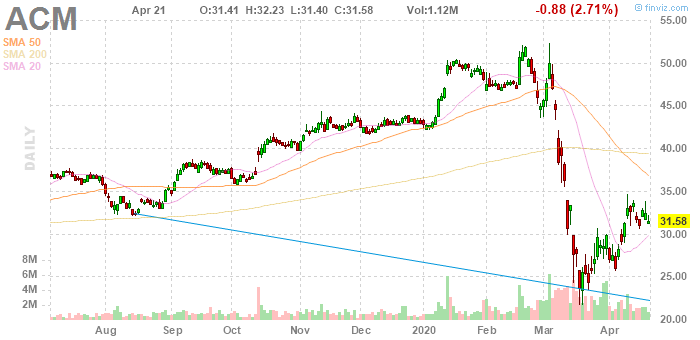 ACM Apr 21 O:31.41 H:32.23 L:31.40 C:31.58 Vol:1.12M -0.88 (2.71%) © finviz.com
SMA 50
SMA 200
SMA 20
DAILY
55.00
50.00
45.00
40.00
35.00
31.58
30.00
25.00
20.00
8M
6M
4M
2M
Aug Sep Oct Nov Dec 2020 Feb Mar Apr